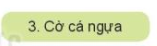 3. Cờ cá ngựa